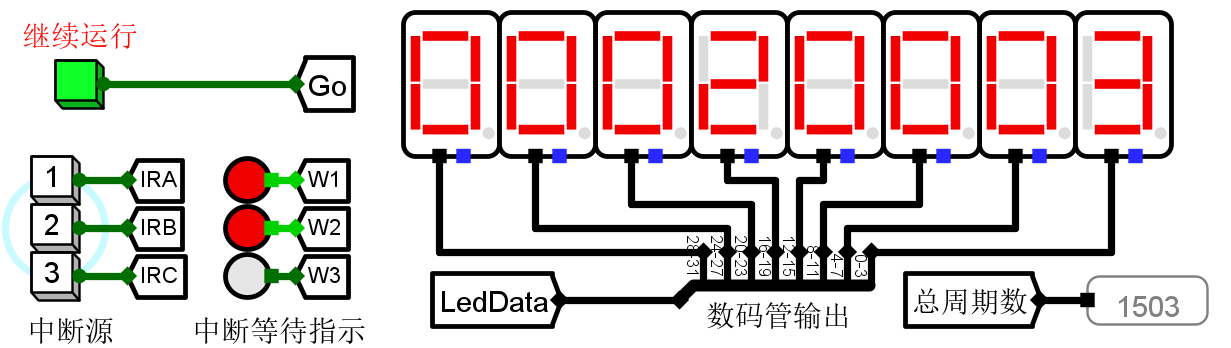 继续运行
Go
1 IRA W1
2 IRB W2
3 IRC W3
中断源
中断等待指示
00020003
28-31 24-27 20-23 16-19 12-15 8-11 4-7 0-3
LedData
数码管输出
总周期数 1503